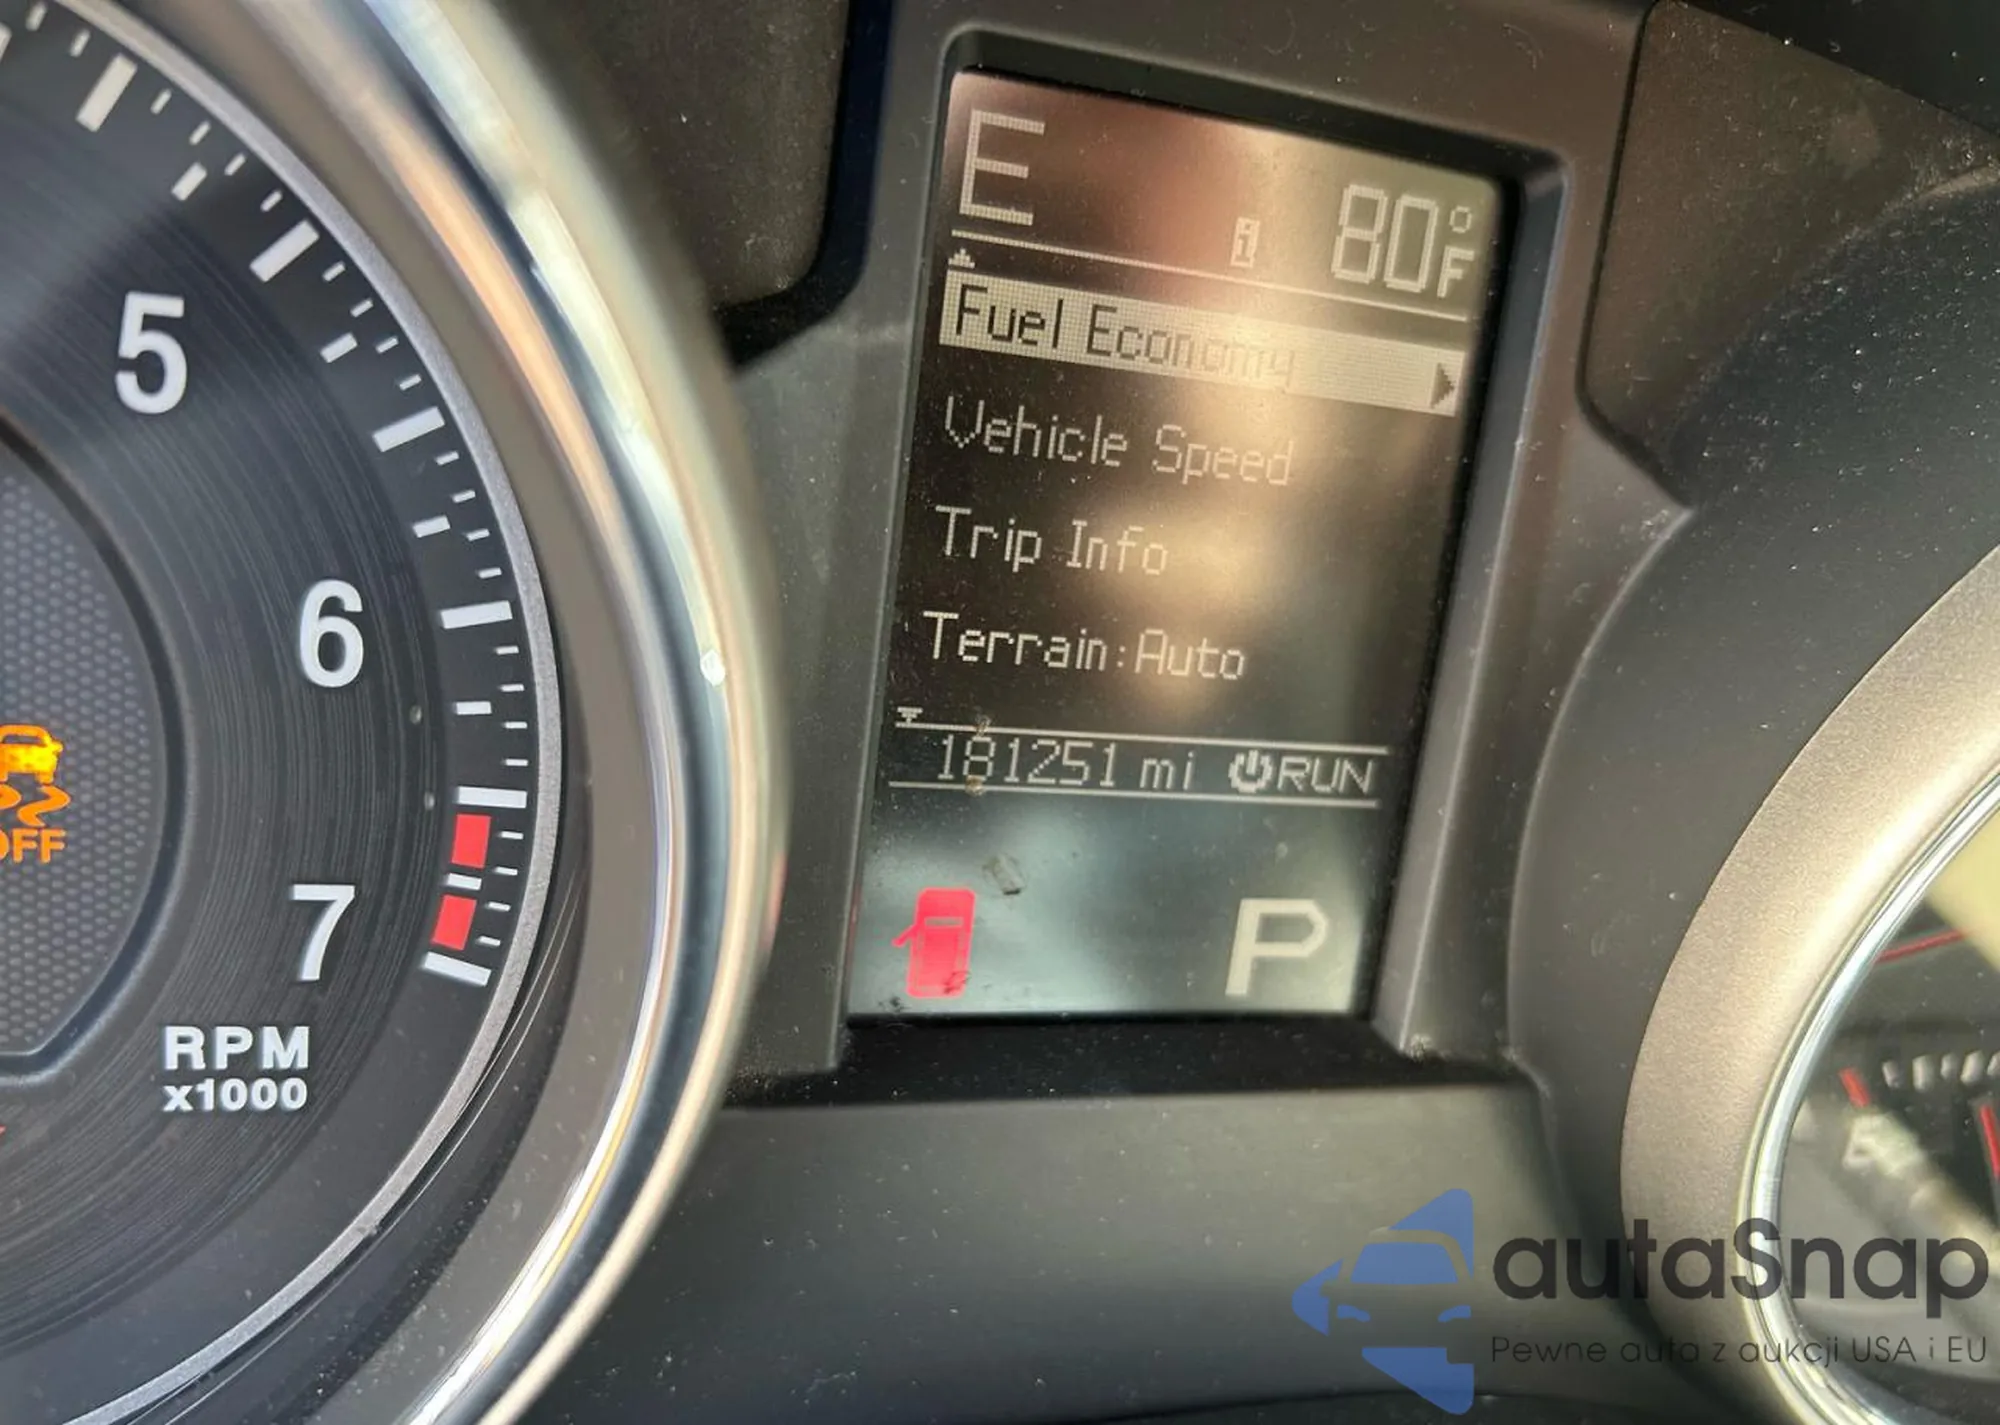 E 80°F
Fuel Economy
Vehicle Speed
Trip Info
Terrain:Auto
181251 mi RUN
P
5
6
7
RPM
x1000
OFF
autaSnap
Pewne auta z aukcji USA i EU